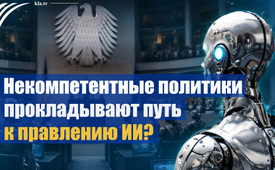 kla.tv
Некомпетентные политики
прокладывают путь
к правлению ИИ?